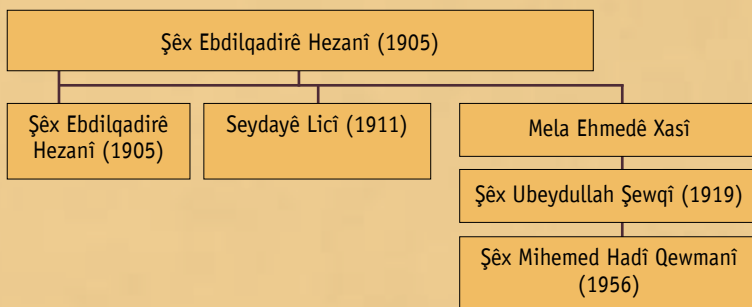 Şêx Ebdilqadirê Hezanî (1905)
Şêx Ebdilqadirê
Hezanî (1905)
Seydayê Licî (1911)
Mela Ehmedê Xasî
Şêx Ubeydullah Şewqî (1919)
Şêx Mihemed Hadî Qewmanî
(1956)